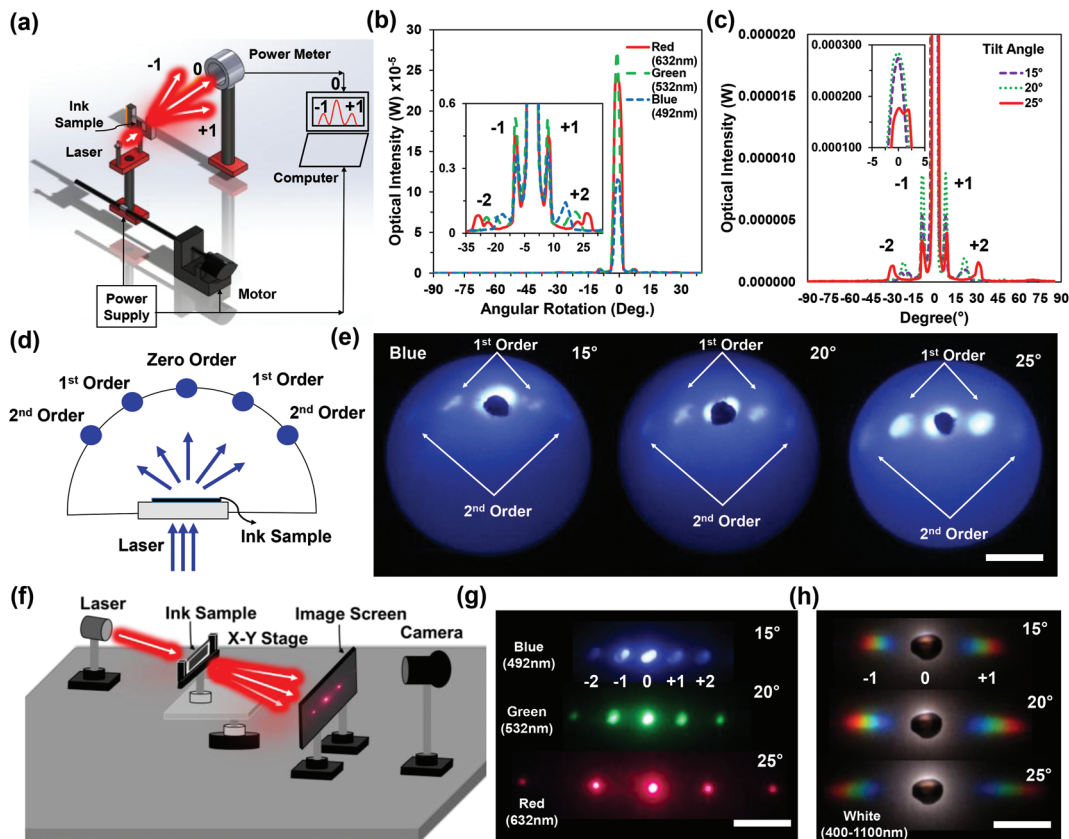 (a)
-1
0
Power Meter
Ink
Sample
+1
Laser
0
-1 +1
Computer
Power
Supply
Motor
(b)
Optical Intensity (W) x10⁻⁵
30
25
20
15
10
5
0
-90 -75 -60 -45 -30 -15 0 15 30
Angular Rotation (Deg.)
Red
(632nm)
Green
(532nm)
Blue
(492nm)
0.6
0.4
0.2
0
-35 -20 -5 10 25
-1 +1
-2 +2
(c)
Optical Intensity (W)
0.000020
0.000015
0.000010
0.000005
0.000000
-90 -75 -60 -45 -30 -15 0 15 30 45 60 75 90
Degree(°)
0.000300
0.000200
0.000100
-5 0 5
Tilt Angle
15°
20°
25°
-1 +1
-2 +2
(d)
Zero Order
1st Order 1st Order
2nd Order 2nd Order
Laser
Ink Sample
(e)
Blue
1st Order 15°
2nd Order
1st Order 20°
2nd Order
1st Order 25°
2nd Order
(f)
Laser
Ink Sample
X-Y Stage
Image Screen
Camera
(g)
15°
Blue
(492nm)
-2 -1 0 +1 +2
20°
Green
(532nm)
25°
Red
(632nm)
(h)
15°
-1 0 +1
20°
25°
White
(400-1100nm)